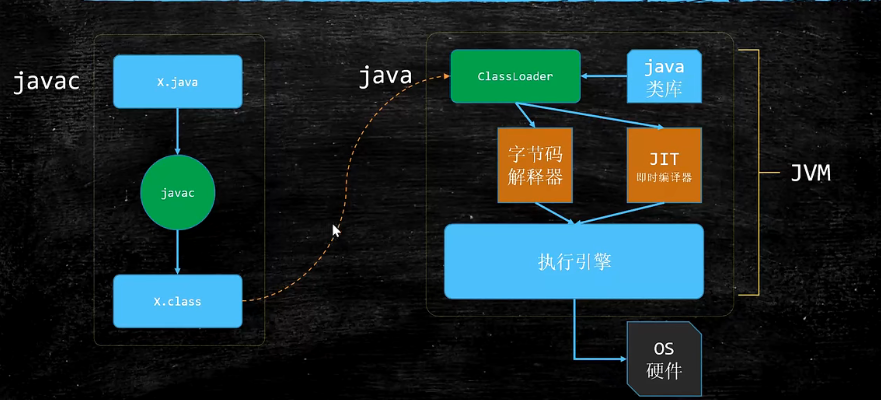 javac
X.java
javac
X.class
java
ClassLoader
java
类库
字节码
解释器
JIT
即时编译器
执行引擎
JVM
OS
硬件